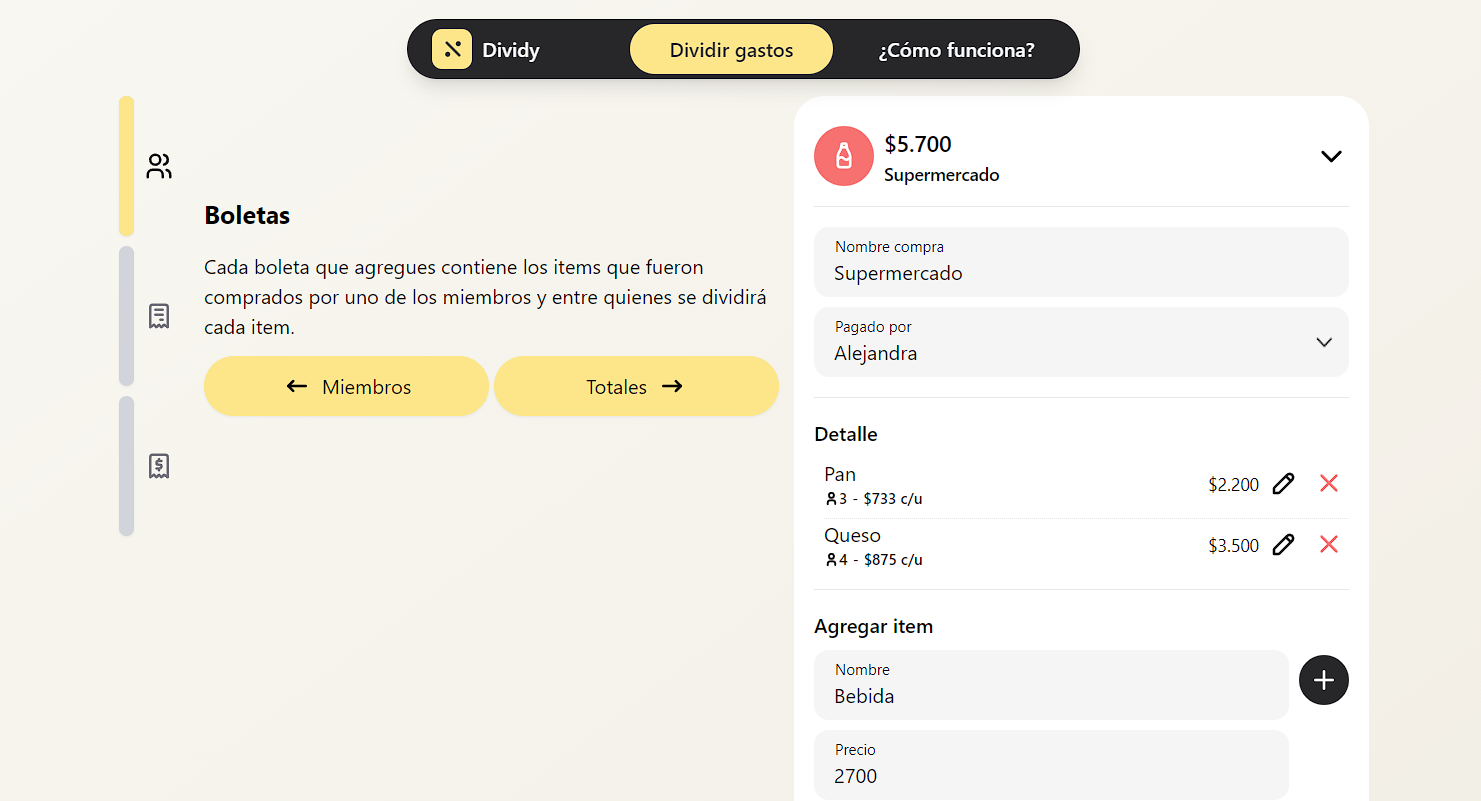 Dividy
Dividir gastos
¿Cómo funciona?
Boletas
Cada boleta que agregues contiene los items que fueron
comprados por uno de los miembros y entre quienes se dividirá
cada item.
Miembros
Totales
$5.700
Supermercado
Nombre compra
Supermercado
Pagado por
Alejandra
Detalle
Pan
3 - $733 c/u
$2.200
Queso
4 - $875 c/u
$3.500
Agregar item
Nombre
Bebida
Precio
2700